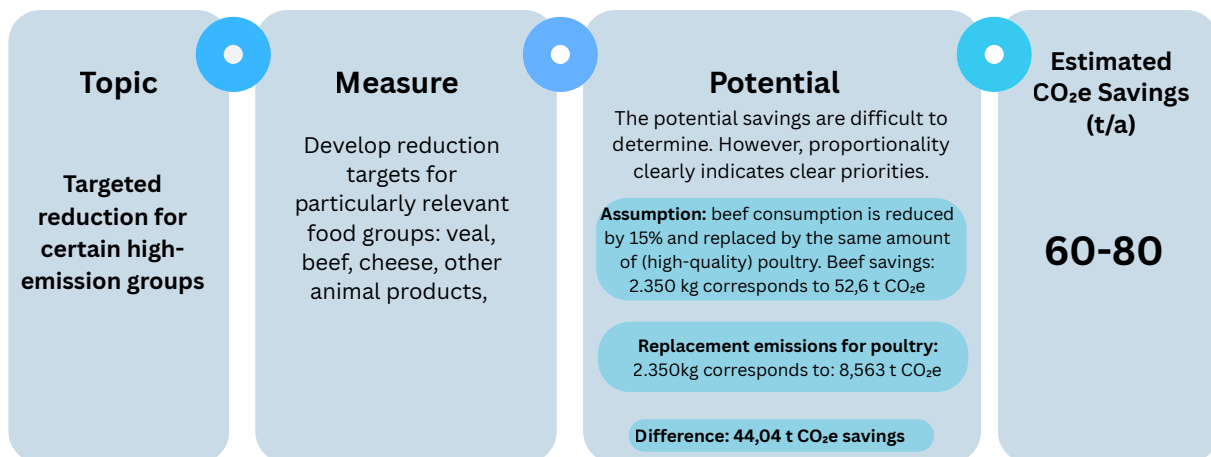 Topic
Targeted
reduction for
certain high-
emission groups
Measure
Develop reduction
targets for
particularly relevant
food groups: veal,
beef, cheese, other
animal products,
Potential
The potential savings are difficult to
determine. However, proportionality
clearly indicates clear priorities.
Assumption: beef consumption is reduced
by 15% and replaced by the same amount
of (high-quality) poultry. Beef savings:
2.350 kg corresponds to 52,6 t CO₂e
Replacement emissions for poultry:
2.350kg corresponds to: 8,563 t CO₂e
Difference: 44,04 t CO₂e savings
Estimated
CO₂e Savings
(t/a)
60-80